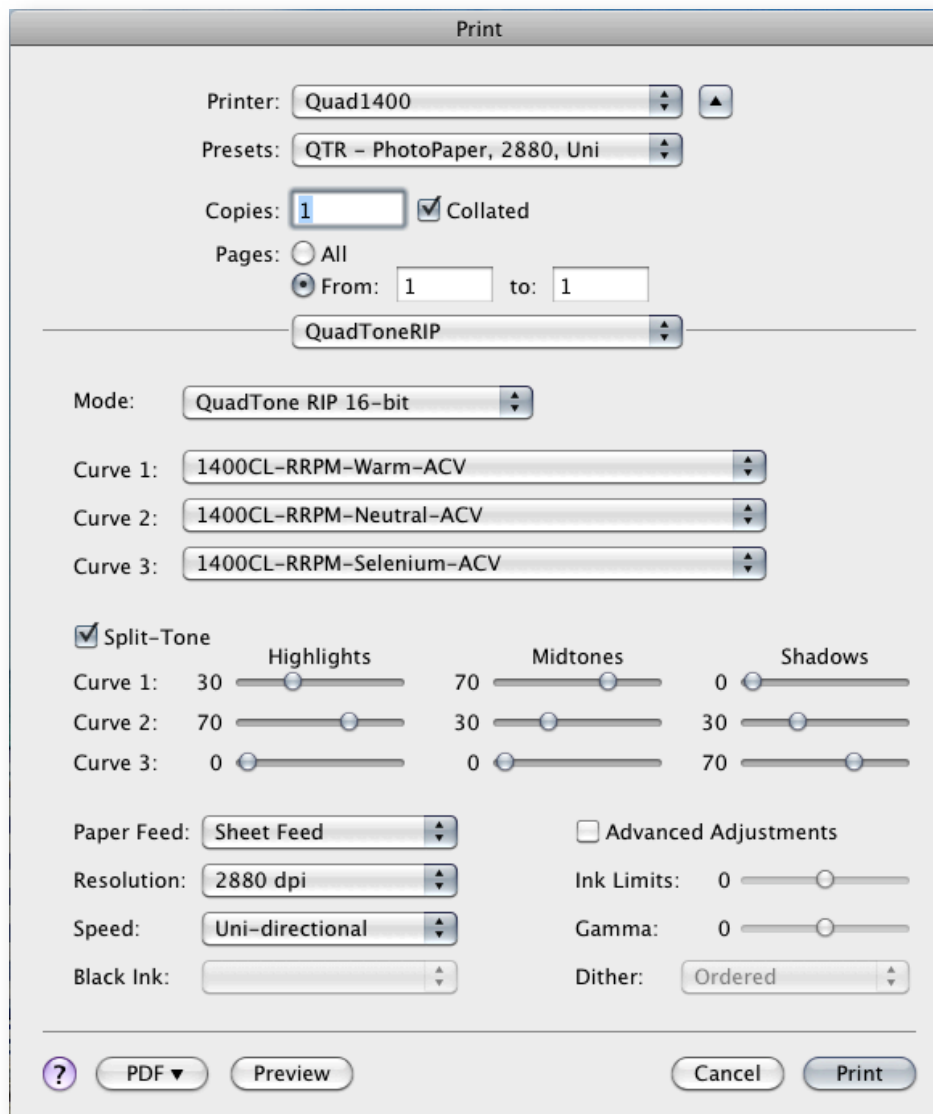 Print
Printer: Quad1400
Presets: QTR - PhotoPaper, 2880, Uni
Copies: 1 Collated
Pages: All
From: 1 to: 1
QuadToneRIP
Mode: QuadTone RIP 16-bit
Curve 1: 1400CL-RRPM-Warm-ACV
Curve 2: 1400CL-RRPM-Neutral-ACV
Curve 3: 1400CL-RRPM-Selenium-ACV
Split-Tone
Highlights Midtones Shadows
Curve 1: 30 70 0
Curve 2: 70 30 30
Curve 3: 0 0 70
Paper Feed: Sheet Feed Advanced Adjustments
Resolution: 2880 dpi Ink Limits: 0
Speed: Uni-directional Gamma: 0
Black Ink: Dither: Ordered
? PDF ▼ Preview Cancel Print